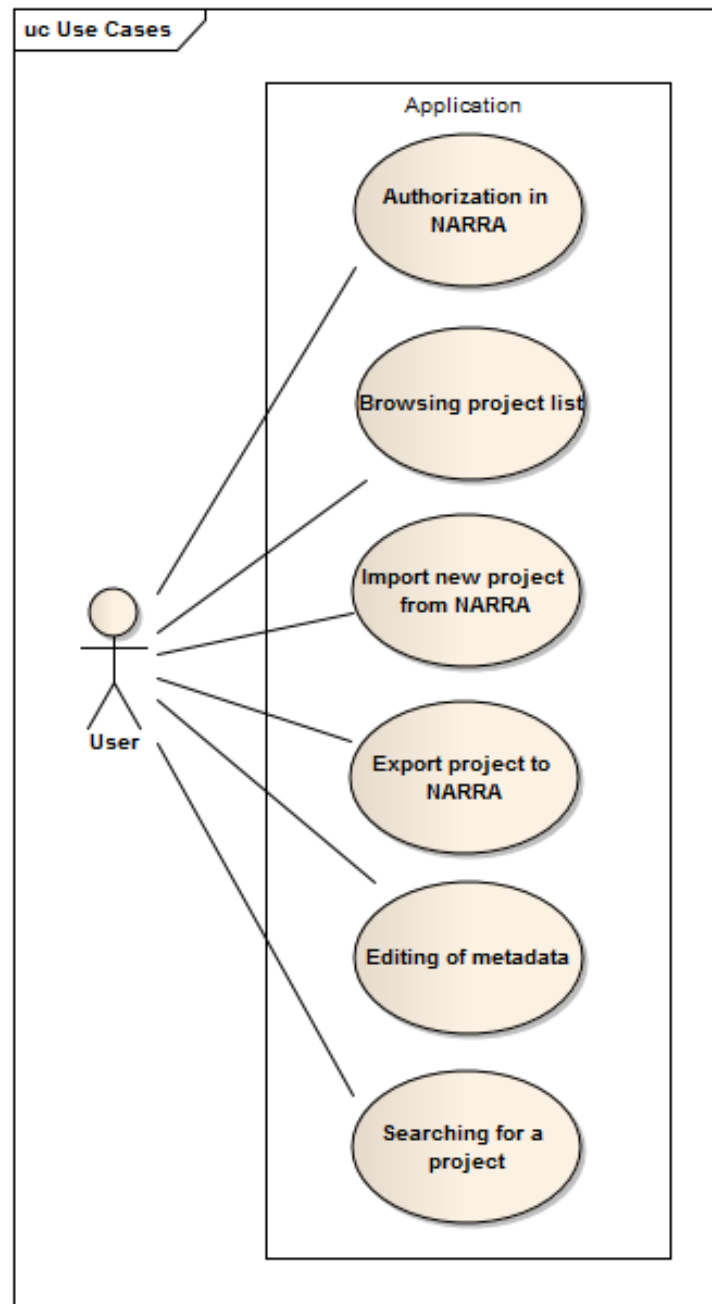 uc Use Cases
Application
Authorization in
NARRA
Browsing project list
Import new project
from NARRA
User
Export project to
NARRA
Editing of metadata
Searching for a
project